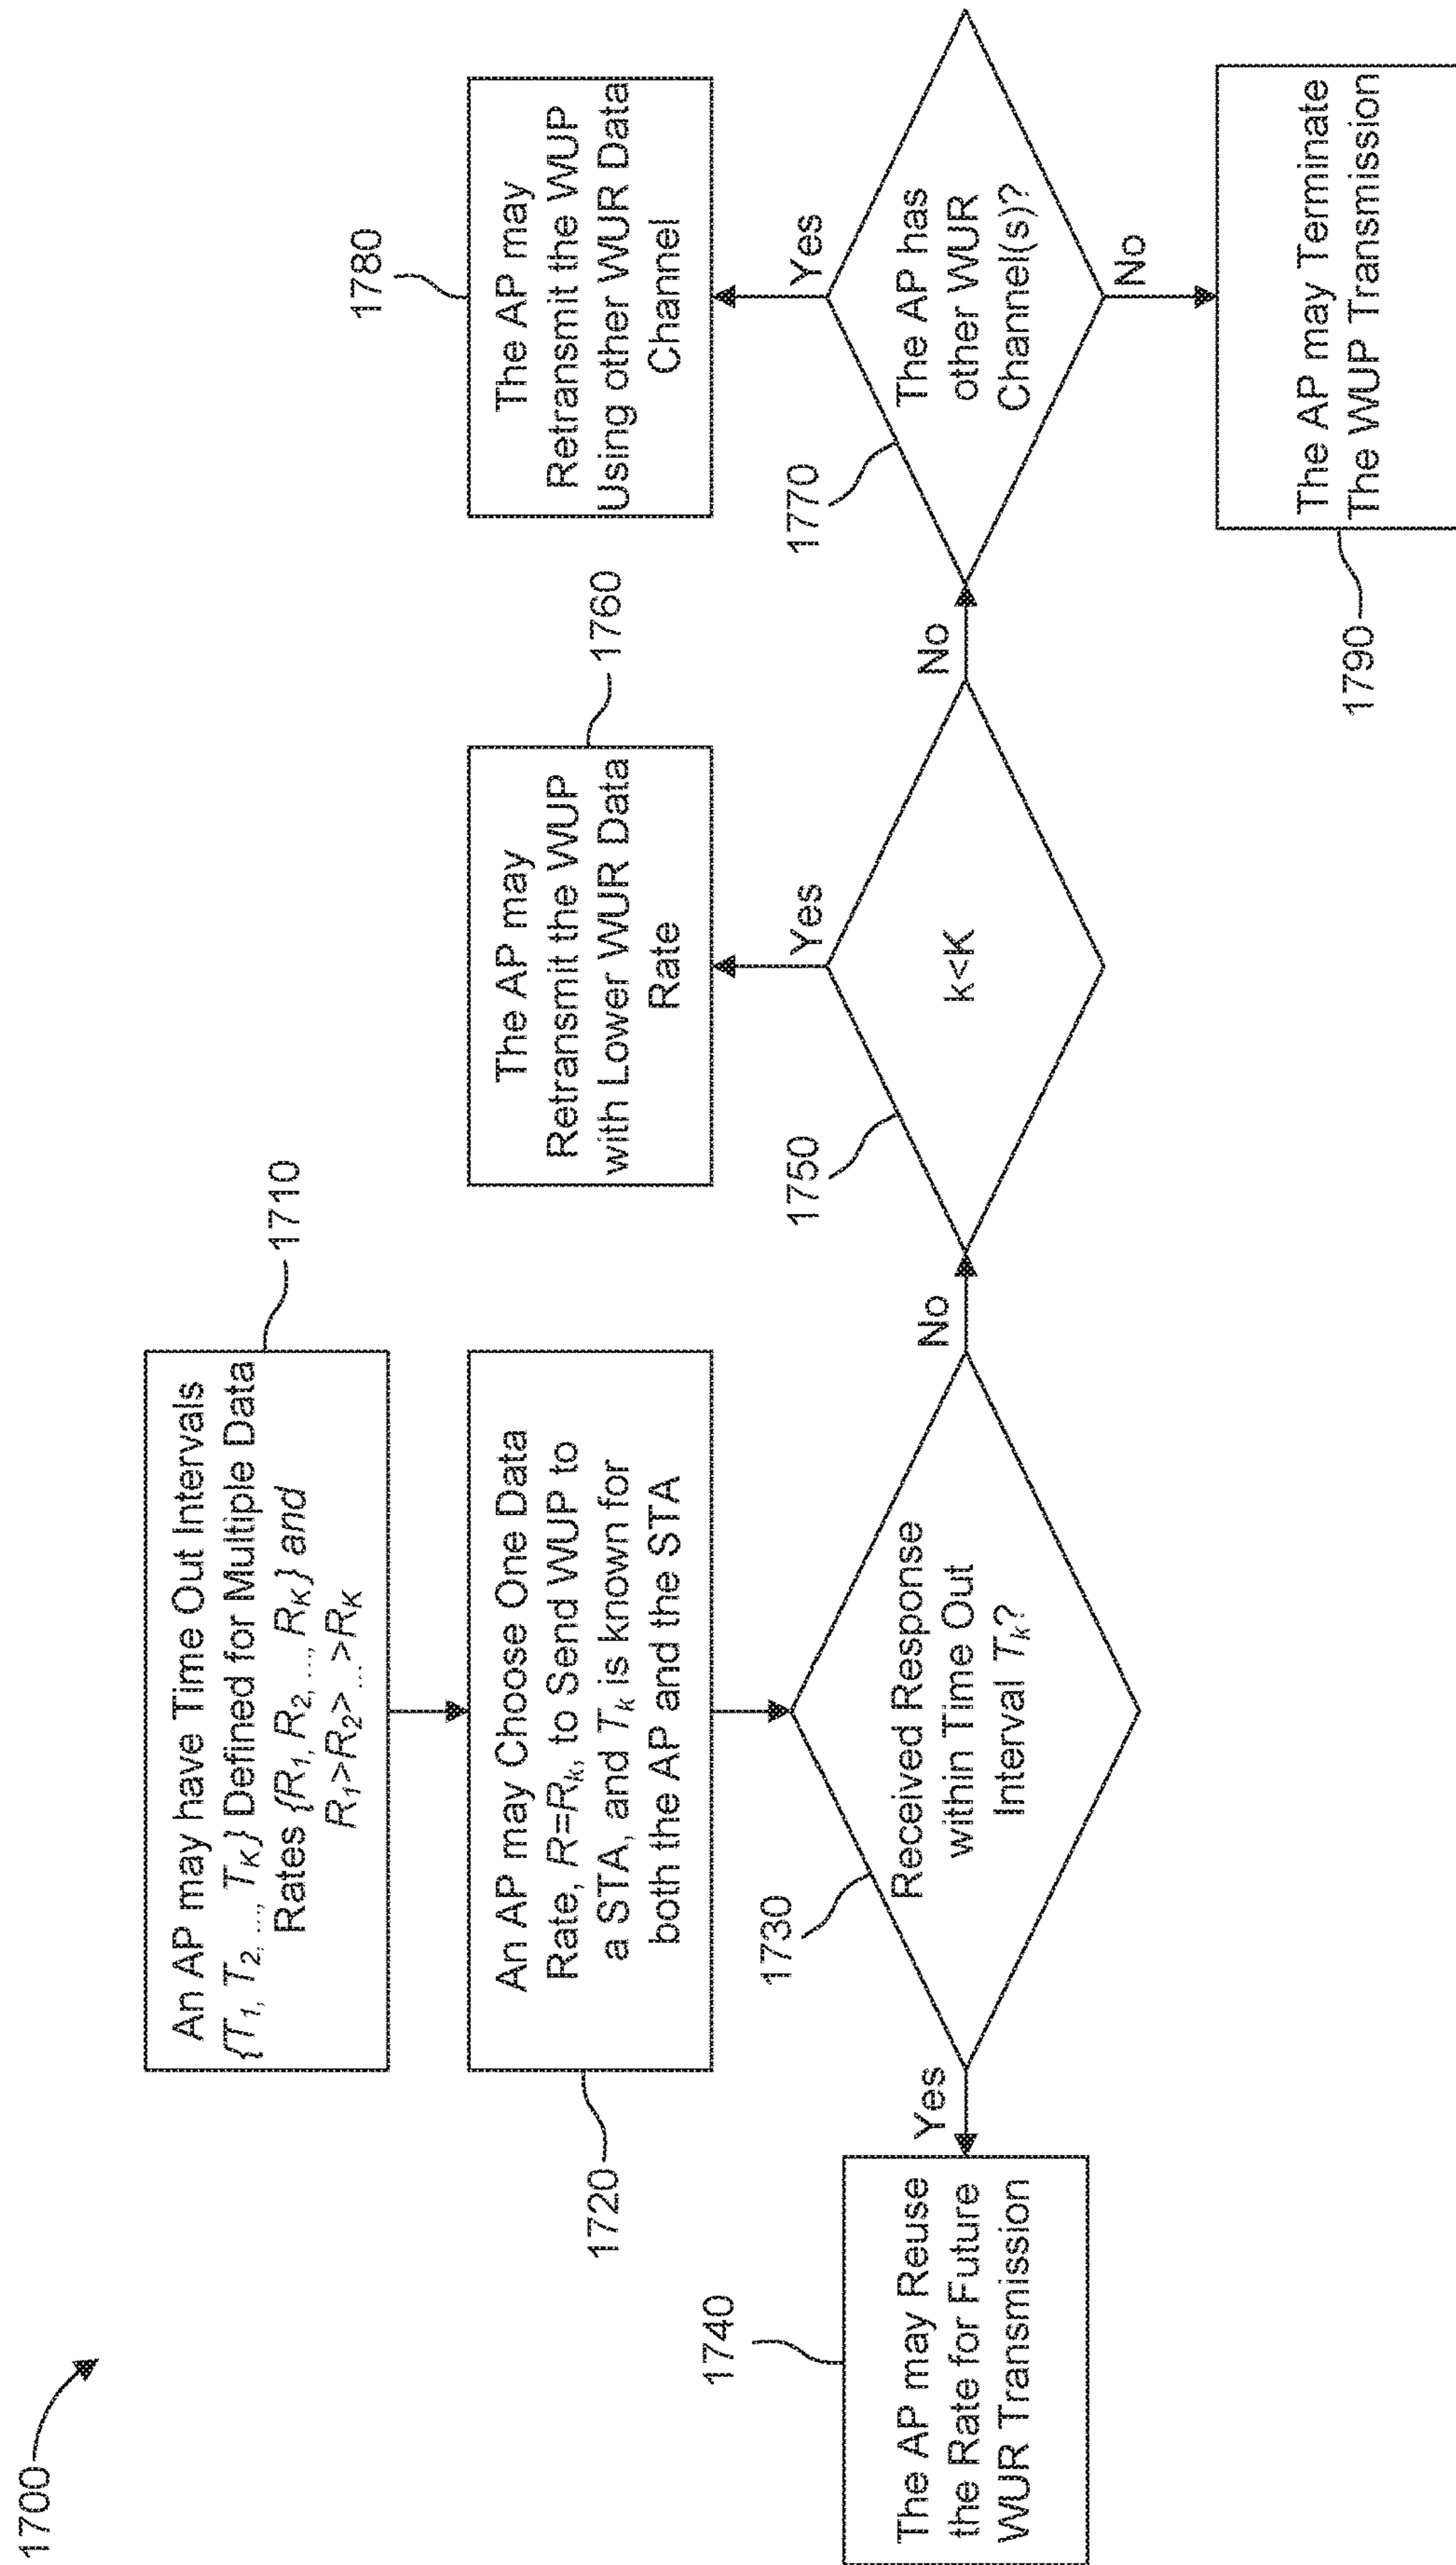 1700
An AP may have Time Out Intervals
{T1, T2, ..., TK} Defined for Multiple Data
Rates {R1, R2, ..., RK} and
R1>R2>...>RK
1710
An AP may Choose One Data
Rate, R=Rk, to Send WUP to
a STA, and Tk is known for
both the AP and the STA
1720
Received Response
within Time Out
Interval Tk?
1730
Yes
No
The AP may Reuse
the Rate for Future
WUR Transmission
1740
k<K
1750
Yes
No
The AP may
Retransmit the WUP
with Lower WUR Data
Rate
1760
The AP has
other WUR
Channel(s)?
1770
Yes
No
The AP may
Retransmit the WUP
Using other WUR Data
Channel
1780
The AP may Terminate
The WUP Transmission
1790